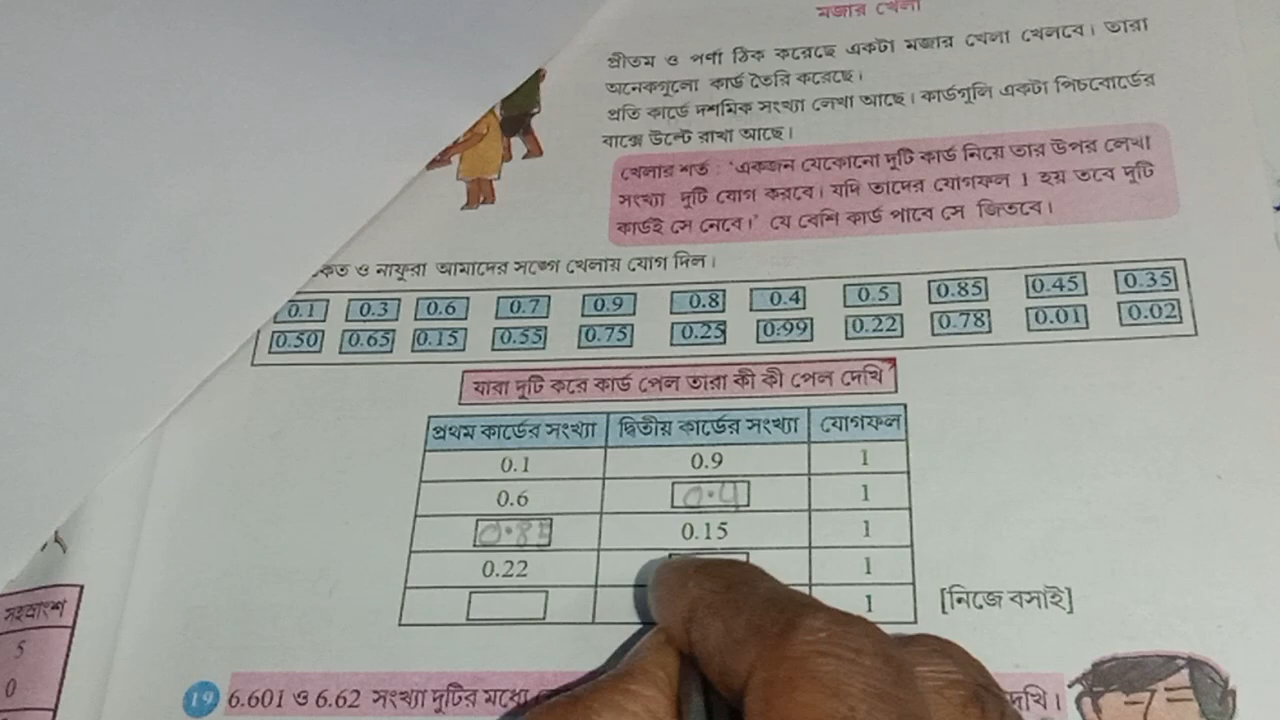 মজার খেলা
প্রীতম ও পর্ণা ঠিক করেছে একটা মজার খেলা খেলবে। তারা
অনেকগুলো কার্ড তৈরি করেছে।
প্রতি কার্ডে দশমিক সংখ্যা লেখা আছে। কার্ডগুলি একটা পিচবোর্ডের
বাক্সে উল্টে রাখা আছে।
খেলার শর্ত : 'একজন যেকোনো দুটি কার্ড নিয়ে তার উপর লেখা
সংখ্যা দুটি যোগ করবে। যদি তাদের যোগফল 1 হয় তবে দুটি
কার্ডই সে নেবে।' যে বেশি কার্ড পাবে সে জিতবে।
ও নাফুরা আমাদের সঙ্গে খেলায় যোগ দিল।
0.1 0.3 0.6 0.7 0.9 0.8 0.4 0.5 0.85 0.45 0.35
0.50 0.65 0.15 0.55 0.75 0.25 0.99 0.22 0.78 0.01 0.02
যারা দুটি করে কার্ড পেল তারা কী কী পেল দেখি
প্রথম কার্ডের সংখ্যা দ্বিতীয় কার্ডের সংখ্যা যোগফল
0.1 0.9 1
0.6 0.4 1
0.85 0.15 1
0.22 1
1 [নিজে বসাই]
সহস্রাংশ
5
0
19 6.601 ও 6.62 সংখ্যা দুটির মধ্যে